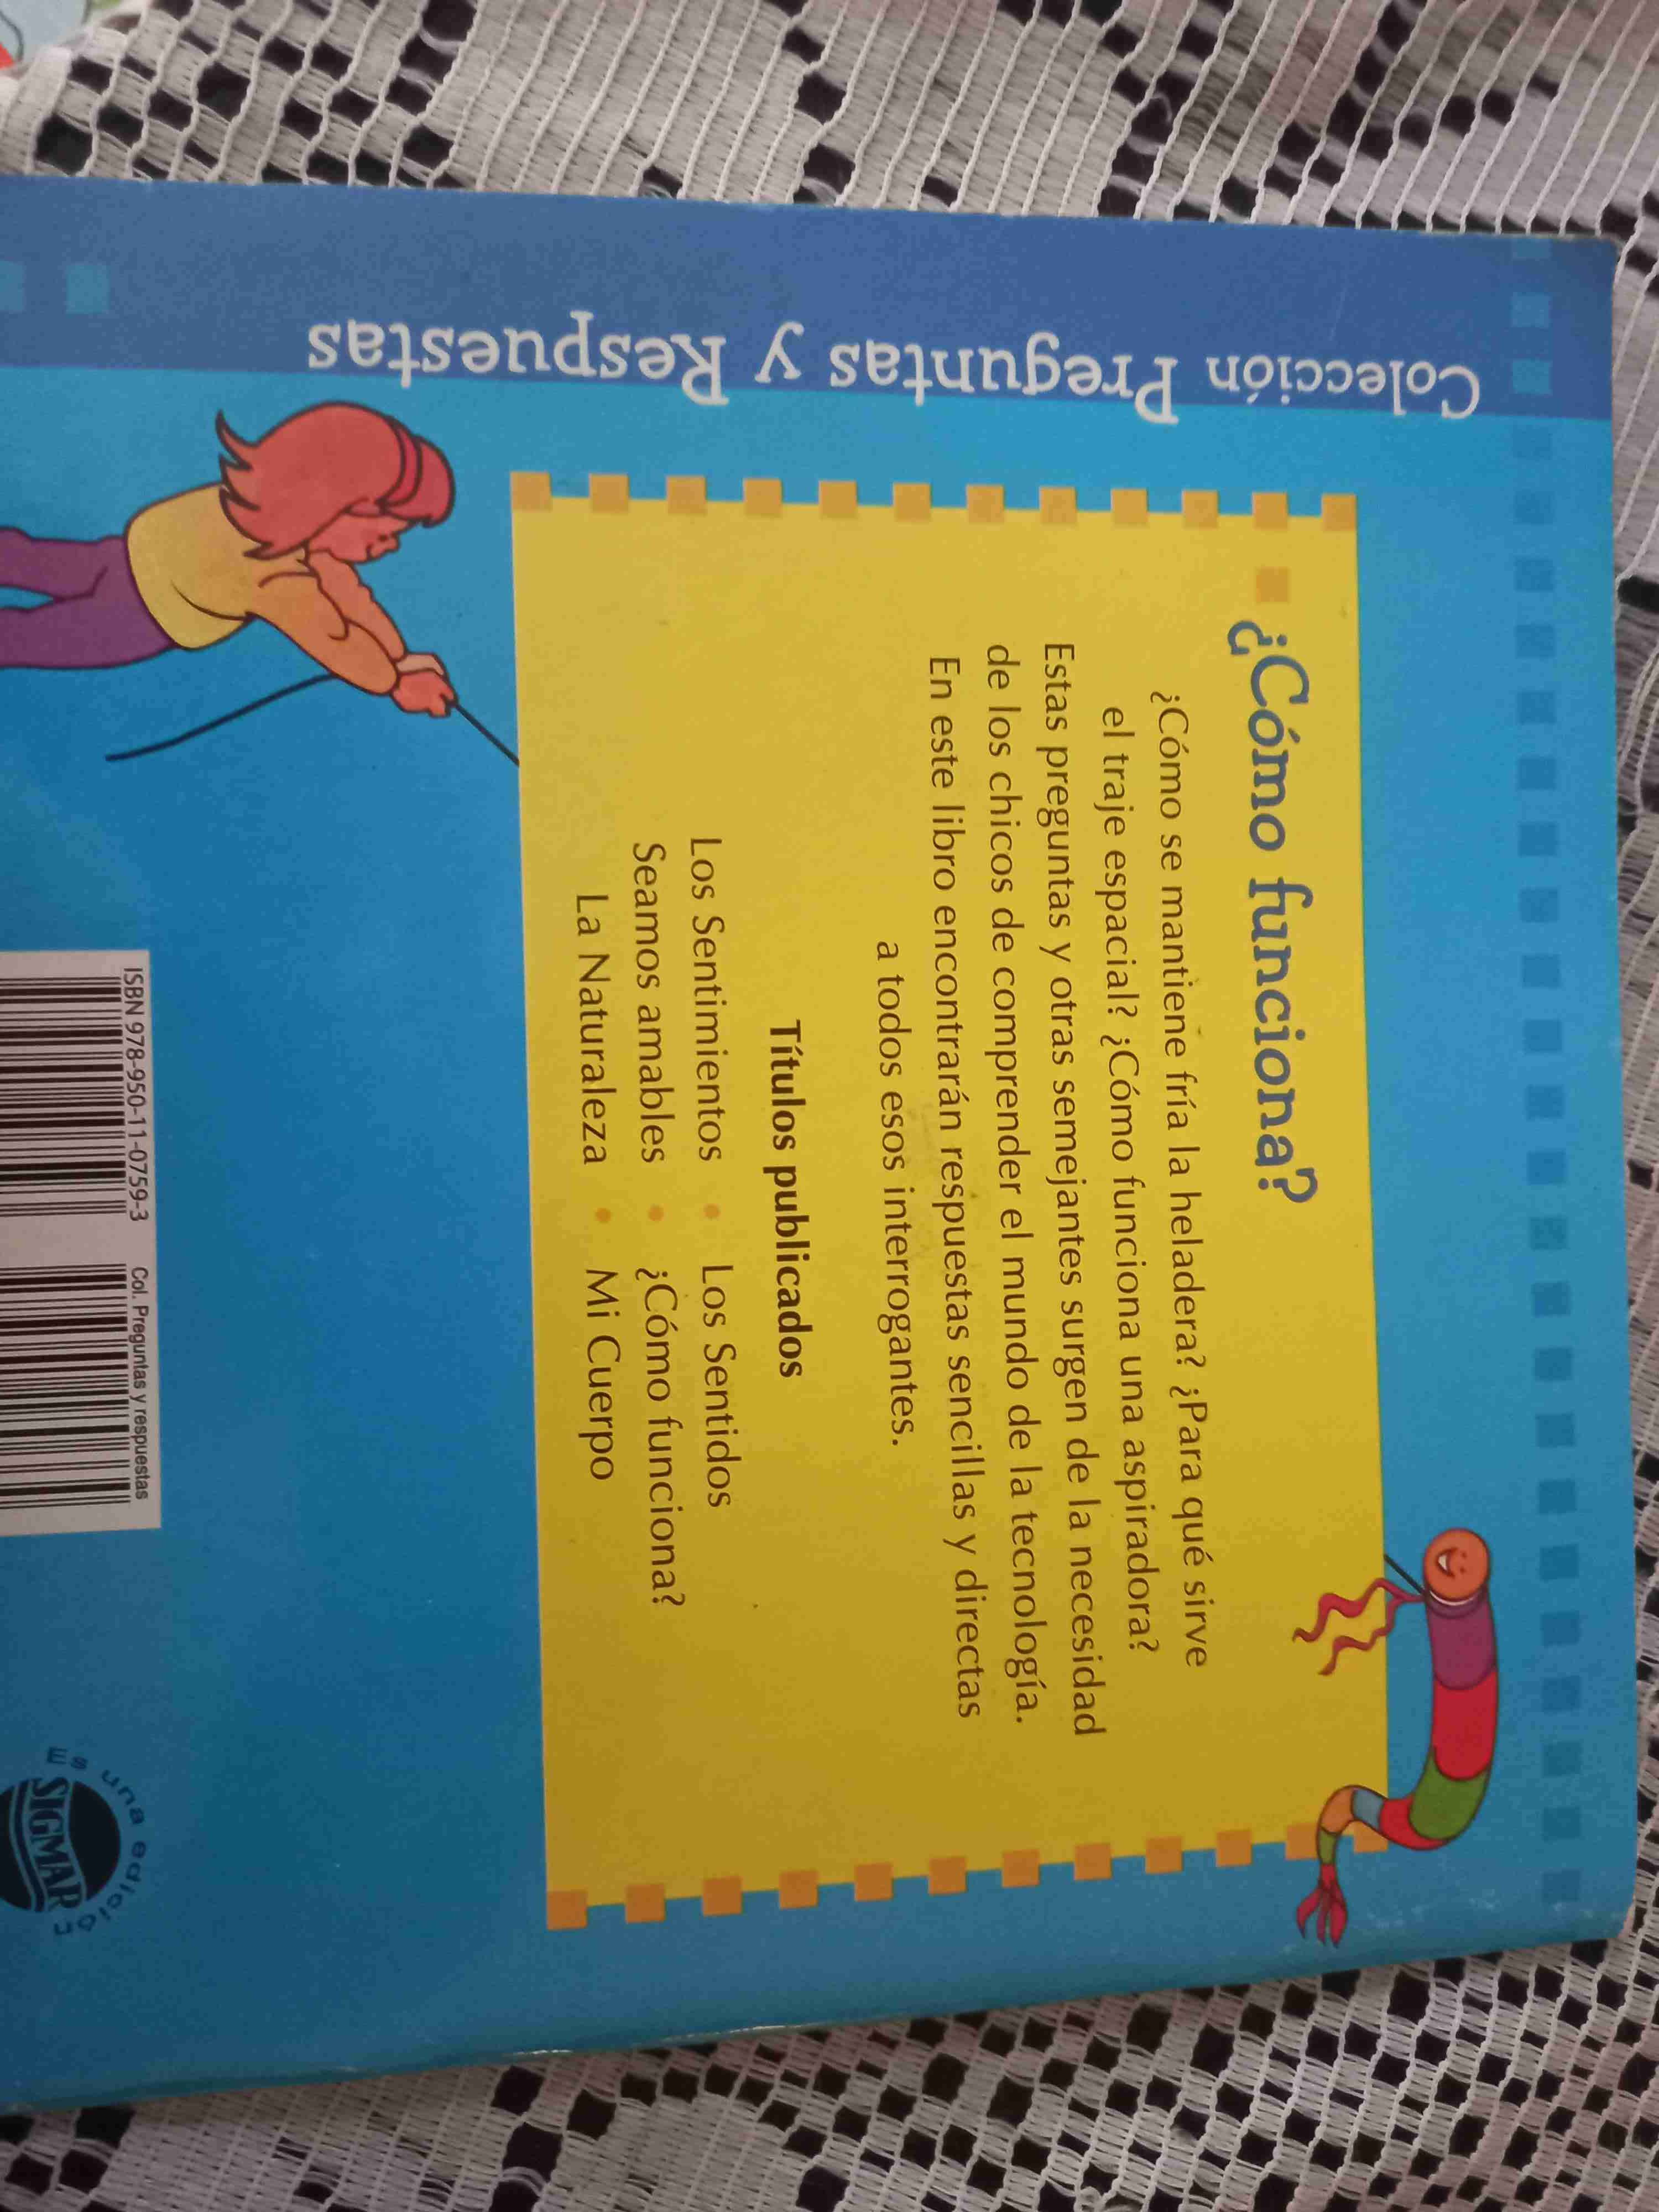 Colección Preguntas y Respuestas
¿Cómo funciona?
¿Cómo se mantiene fría la heladera? ¿Para qué sirve
el traje espacial? ¿Cómo funciona una aspiradora?
Estas preguntas y otras semejantes surgen de la necesidad
de los chicos de comprender el mundo de la tecnología.
En este libro encontrarán respuestas sencillas y directas
a todos esos interrogantes.
Títulos publicados
Los Sentimientos • Los Sentidos
Seamos amables • ¿Cómo funciona?
La Naturaleza • Mi Cuerpo
ISBN 978-950-11-0759-3 Col. Preguntas y respuestas
Es una edición
SIGMAR